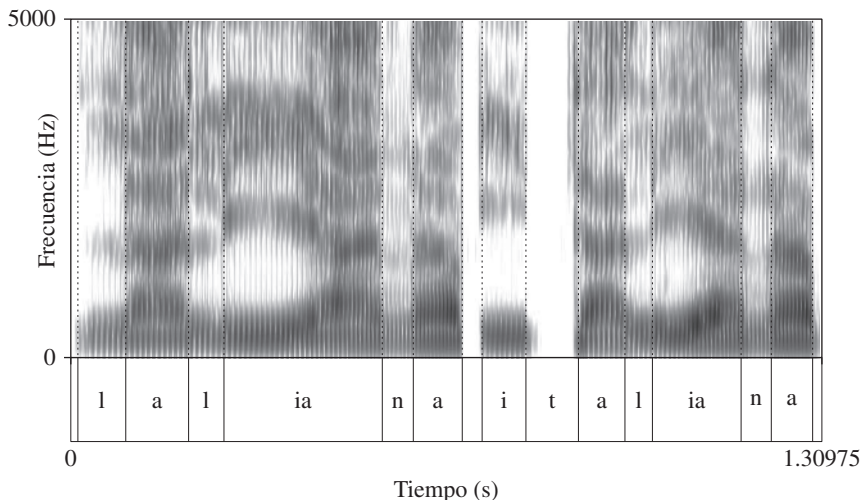 5000
Frecuencia (Hz)
0
l a l ia n a i t a l ia n a
0 1.30975
Tiempo (s)